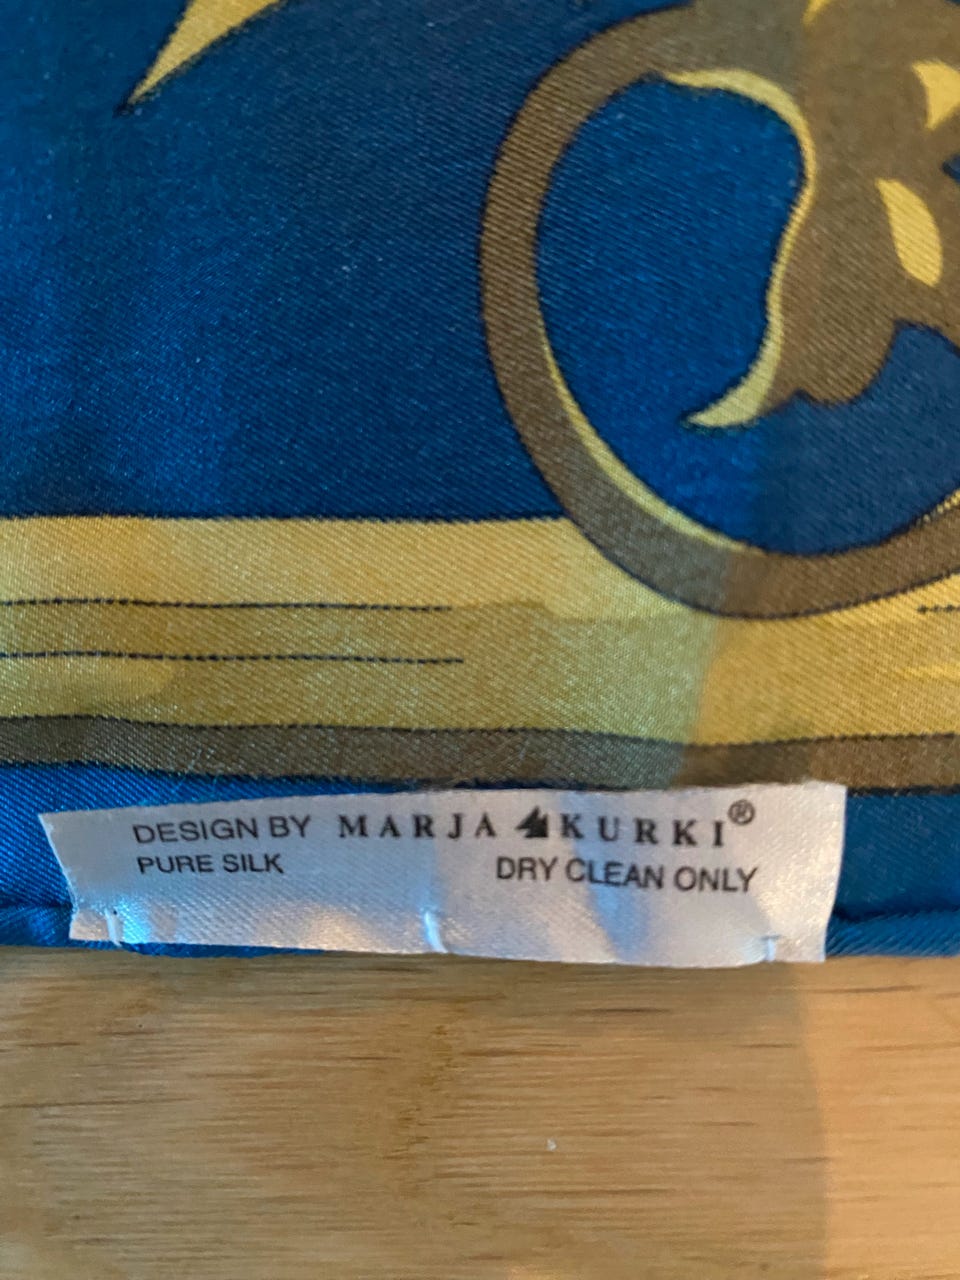 DESIGN BY MARJA KURKI®
PURE SILK DRY CLEAN ONLY